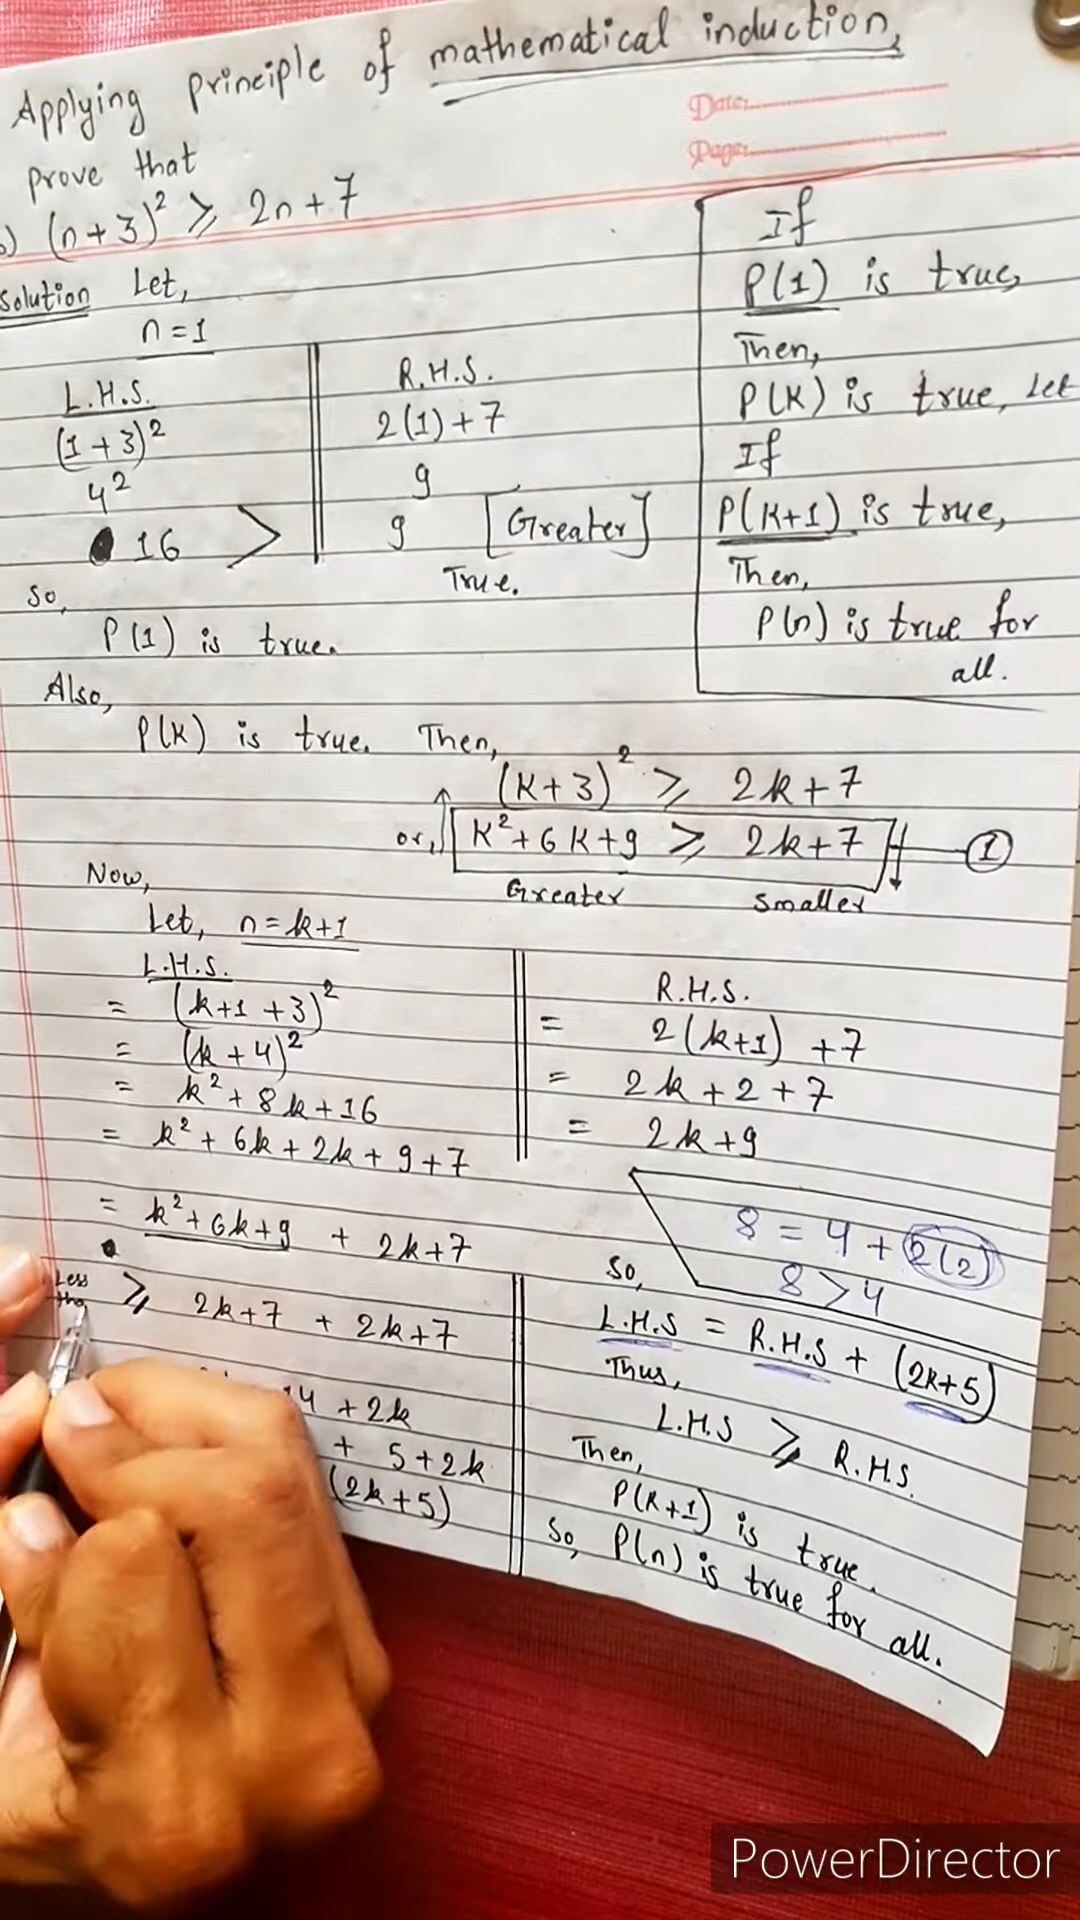 Applying principle of mathematical induction,
prove that
Date:
Page:
b) (n+3)² ≥ 2n+7
Solution Let,
n=1
L.H.S.
(1+3)²
4²
16 >
R.H.S.
2(1)+7
9
9 [Greater]
True.
So,
P(1) is true.
If
P(1) is true,
Then,
P(K) is true, Let
If
P(K+1) is true,
Then,
P(n) is true for
all.
Also,
P(K) is true. Then,
(K+3)² ≥ 2k+7
or, K²+6K+9 ≥ 2k+7 ①
Greater Smaller
Now,
Let, n=k+1
L.H.S.
= (k+1+3)²
= (k+4)²
= k²+8k+16
= k²+6k+2k+9+7
= k²+6k+9 + 2k+7
Less
≥ 2k+7 + 2k+7
14 +2k
+ 5+2k
(2k+5)
R.H.S.
= 2(k+1) +7
= 2k+2+7
= 2k+9
8 = 4+2(2)
8 > 4
So,
L.H.S = R.H.S + (2k+5)
Thus,
L.H.S ≥ R.H.S.
Then,
P(K+1) is true.
So, P(n) is true for all.
PowerDirector